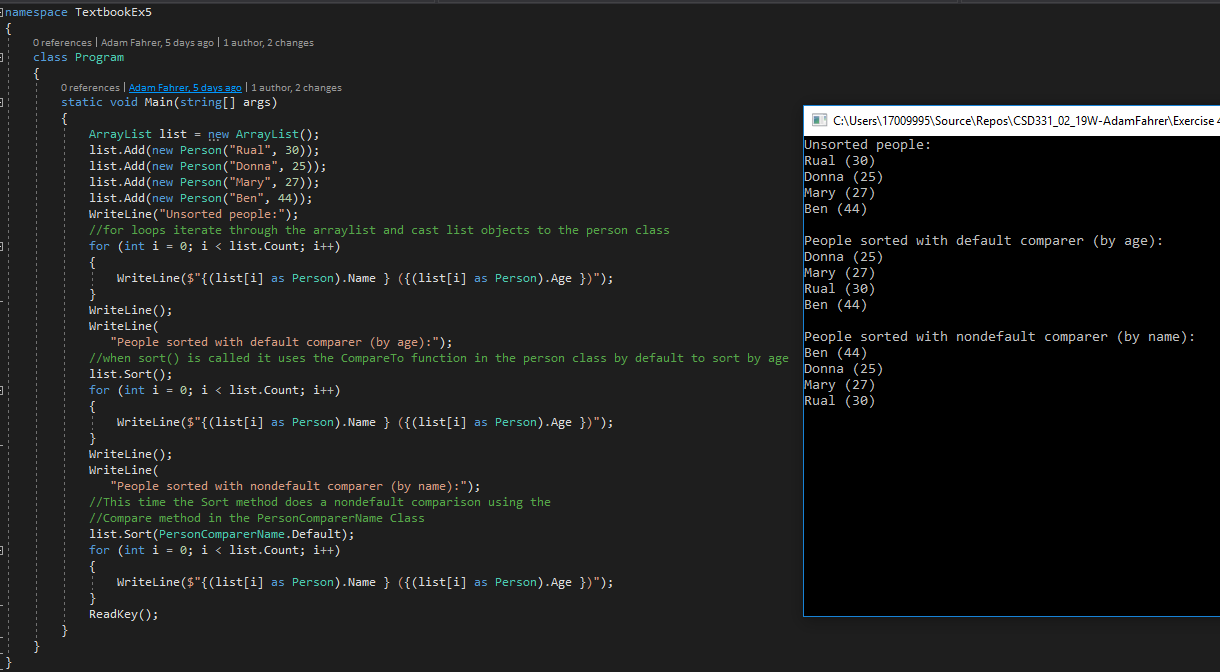 namespace TextbookEx5
{
0 references | Adam Fahrer, 5 days ago | 1 author, 2 changes
class Program
{
0 references | Adam Fahrer, 5 days ago | 1 author, 2 changes
static void Main(string[] args)
{
ArrayList list = new ArrayList();
list.Add(new Person("Rual", 30));
list.Add(new Person("Donna", 25));
list.Add(new Person("Mary", 27));
list.Add(new Person("Ben", 44));
WriteLine("Unsorted people:");
//for loops iterate through the arraylist and cast list objects to the person class
for (int i = 0; i < list.Count; i++)
{
WriteLine($"{(list[i] as Person).Name } ({(list[i] as Person).Age })");
}
WriteLine();
WriteLine(
"People sorted with default comparer (by age):");
//when sort() is called it uses the CompareTo function in the person class by default to sort by age
list.Sort();
for (int i = 0; i < list.Count; i++)
{
WriteLine($"{(list[i] as Person).Name } ({(list[i] as Person).Age })");
}
WriteLine();
WriteLine(
"People sorted with nondefault comparer (by name):");
//This time the Sort method does a nondefault comparison using the
//Compare method in the PersonComparerName Class
list.Sort(PersonComparerName.Default);
for (int i = 0; i < list.Count; i++)
{
WriteLine($"{(list[i] as Person).Name } ({(list[i] as Person).Age })");
}
ReadKey();
}
}
}
C:\Users\17009995\Source\Repos\CSD331_02_19W-AdamFahrer\Exercise 4
Unsorted people:
Rual (30)
Donna (25)
Mary (27)
Ben (44)
People sorted with default comparer (by age):
Donna (25)
Mary (27)
Rual (30)
Ben (44)
People sorted with nondefault comparer (by name):
Ben (44)
Donna (25)
Mary (27)
Rual (30)